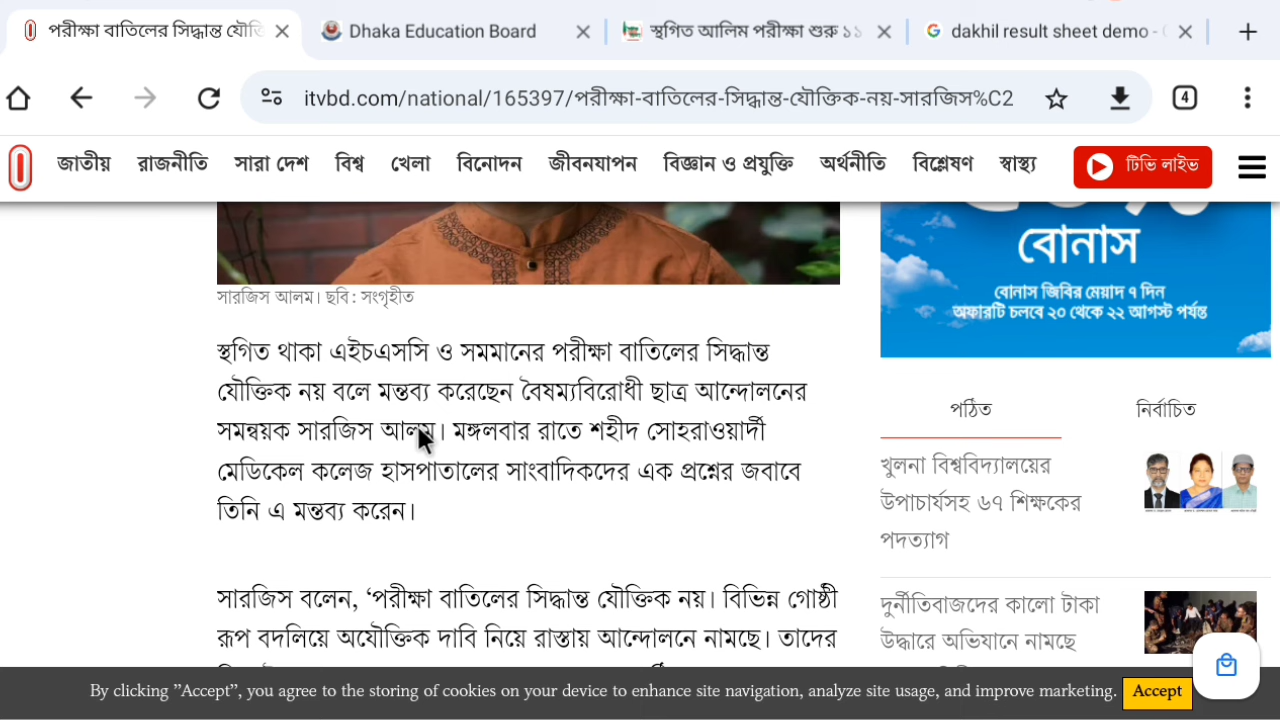 পরীক্ষা বাতিলের সিদ্ধান্ত যৌক্তি
Dhaka Education Board
স্থগিত আলিম পরীক্ষা শুরু ১১
dakhil result sheet demo -
itvbd.com/national/165397/পরীক্ষা-বাতিলের-সিদ্ধান্ত-যৌক্তিক-নয়-সারজিস%C2
4
জাতীয় রাজনীতি সারা দেশ বিশ্ব খেলা বিনোদন জীবনযাপন বিজ্ঞান ও প্রযুক্তি অর্থনীতি বিশ্লেষণ স্বাস্থ্য টিভি লাইভ
সারজিস আলম। ছবি: সংগৃহীত
স্থগিত থাকা এইচএসসি ও সমমানের পরীক্ষা বাতিলের সিদ্ধান্ত
যৌক্তিক নয় বলে মন্তব্য করেছেন বৈষম্যবিরোধী ছাত্র আন্দোলনের
সমন্বয়ক সারজিস আলম। মঙ্গলবার রাতে শহীদ সোহরাওয়ার্দী
মেডিকেল কলেজ হাসপাতালের সাংবাদিকদের এক প্রশ্নের জবাবে
তিনি এ মন্তব্য করেন।
সারজিস বলেন, ‘পরীক্ষা বাতিলের সিদ্ধান্ত যৌক্তিক নয়। বিভিন্ন গোষ্ঠী
রূপ বদলিয়ে অযৌক্তিক দাবি নিয়ে রাস্তায় আন্দোলনে নামছে। তাদের
বোনাস
বোনাস জিবির মেয়াদ ৭ দিন
অফারটি চলবে ২০ থেকে ২২ আগস্ট পর্যন্ত
পঠিত নির্বাচিত
খুলনা বিশ্ববিদ্যালয়ের
উপাচার্যসহ ৬৭ শিক্ষকের
পদত্যাগ
দুর্নীতিবাজদের কালো টাকা
উদ্ধারে অভিযানে নামছে
By clicking ”Accept”, you agree to the storing of cookies on your device to enhance site navigation, analyze site usage, and improve marketing. Accept